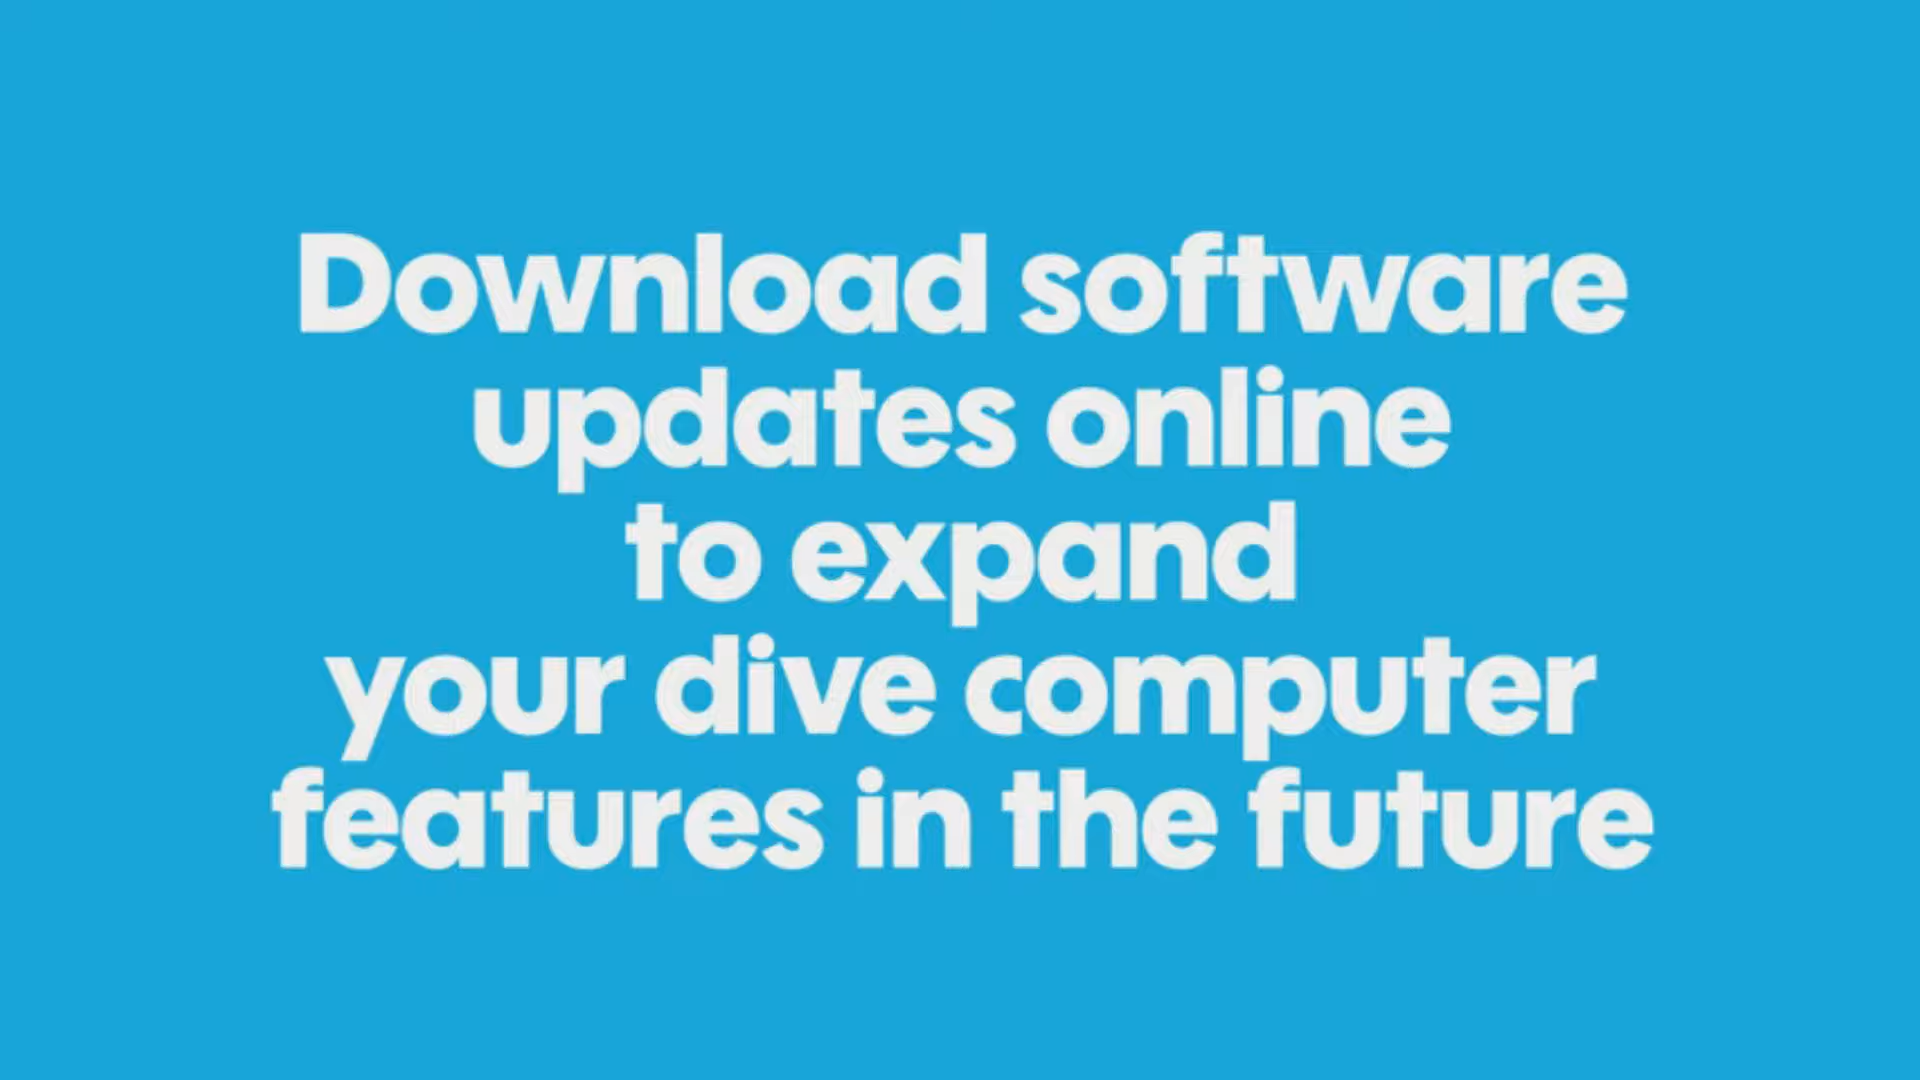 Download software
updates online
to expand
your dive computer
features in the future